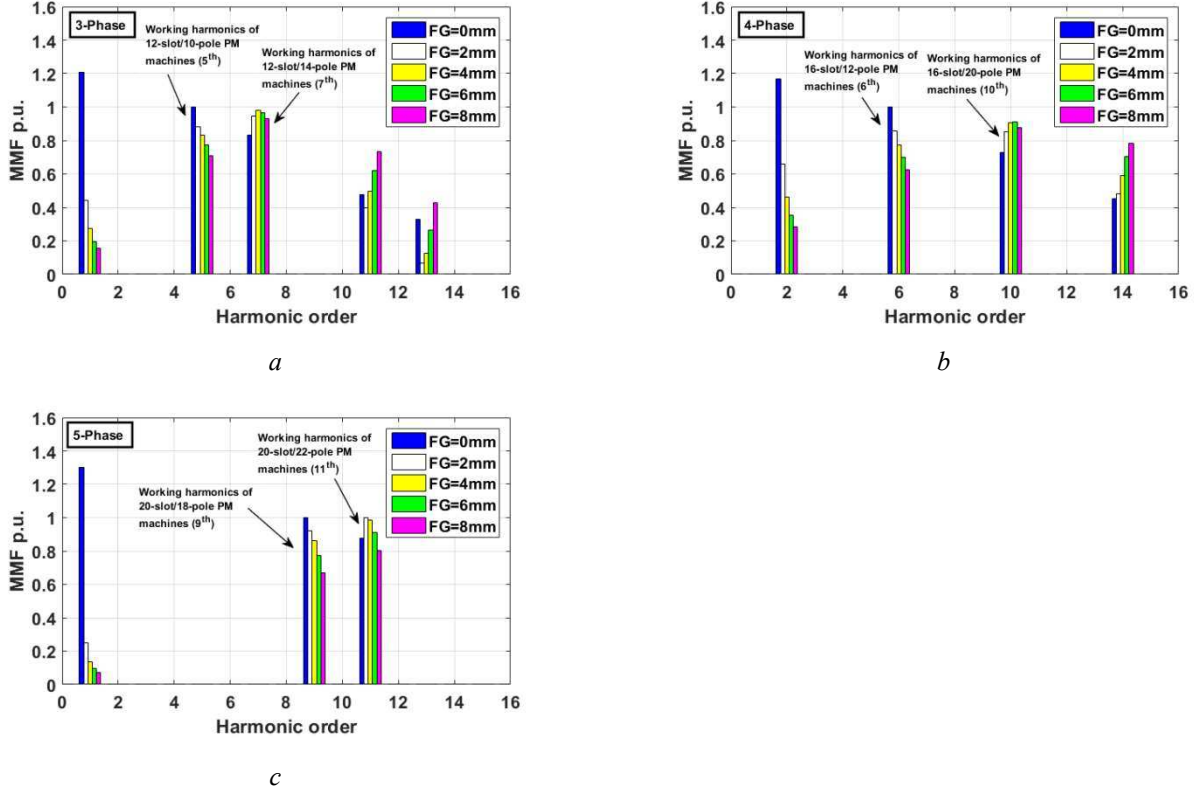 3-Phase
Working harmonics of
12-slot/10-pole PM
machines (5th)
Working harmonics of
12-slot/14-pole PM
machines (7th)
FG=0mm
FG=2mm
FG=4mm
FG=6mm
FG=8mm
MMF p.u.
1.6
1.4
1.2
1
0.8
0.6
0.4
0.2
0
0 2 4 6 8 10 12 14 16
Harmonic order
a
4-Phase
Working harmonics of
16-slot/12-pole PM
machines (6th)
Working harmonics of
16-slot/20-pole PM
machines (10th)
FG=0mm
FG=2mm
FG=4mm
FG=6mm
FG=8mm
MMF p.u.
1.6
1.4
1.2
1
0.8
0.6
0.4
0.2
0
0 2 4 6 8 10 12 14 16
Harmonic order
b
5-Phase
Working harmonics of
20-slot/22-pole PM
machines (11th)
Working harmonics of
20-slot/18-pole PM
machines (9th)
FG=0mm
FG=2mm
FG=4mm
FG=6mm
FG=8mm
MMF p.u.
1.6
1.4
1.2
1
0.8
0.6
0.4
0.2
0
0 2 4 6 8 10 12 14 16
Harmonic order
c